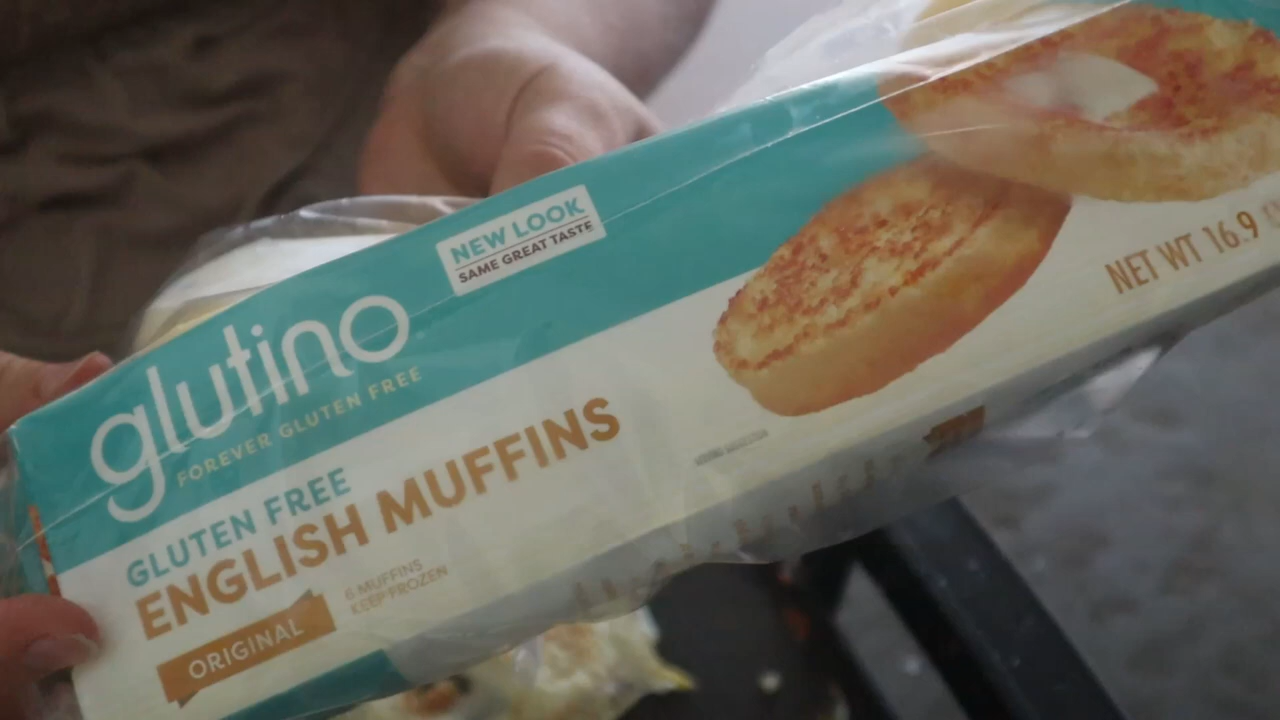 NEW LOOK
SAME GREAT TASTE
glutino
FOREVER GLUTEN FREE
GLUTEN FREE
ENGLISH MUFFINS
ORIGINAL
6 MUFFINS
KEEP FROZEN
NET WT 16.9